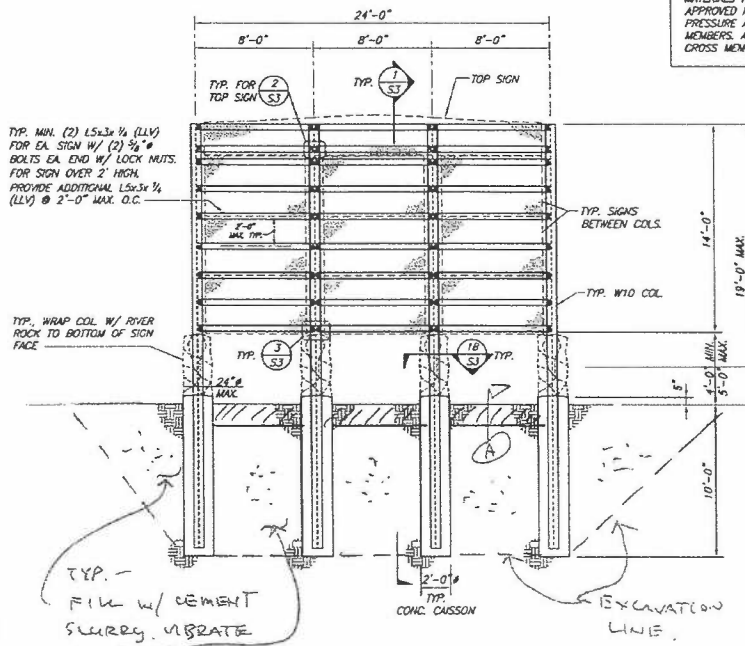 MATERIALS
APPROVED
PRESSURE
MEMBERS.
CROSS MEM
24'-0"
8'-0"
8'-0"
8'-0"
TYP. FOR
TOP SIGN
2
S3
TYP.
1
S3
TOP SIGN
TYP. MIN. (2) L5x3x ¼ (LLV)
FOR EA. SIGN W/ (2) ⅝"ø
BOLTS EA. END W/ LOCK NUTS.
FOR SIGN OVER 2' HIGH,
PROVIDE ADDITIONAL L5x3x ¼
(LLV) @ 2'-0" MAX. O.C.
2'-0"
MAX. TYP.
TYP. SIGNS
BETWEEN COLS.
14'-0"
19'-0" MAX.
TYP. W10 COL.
TYP., WRAP COL. W/ RIVER
ROCK TO BOTTOM OF SIGN
FACE
TYP.
3
S3
1B
S3
TYP.
24"ø
MAX.
5"
4'-0" MIN.
5'-0" MAX.
A
10'-0"
2'-0"ø
TYP.
CONC. CAISSON
TYP. -
FILL W/ CEMENT
SLURRY. VIBRATE
EXCAVATION
LINE.